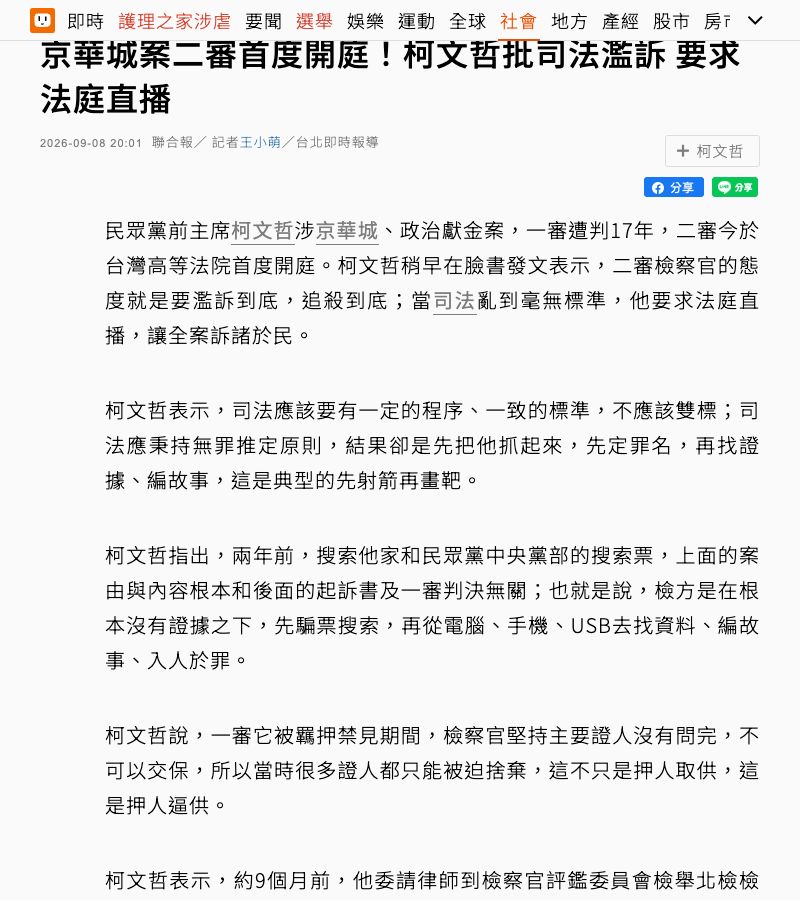 即時 護理之家涉虐 要聞 選舉 娛樂 運動 全球 社會 地方 產經 股市 房
京華城案二審首度開庭！柯文哲批司法濫訴 要求
法庭直播
2026-09-08 20:01 聯合報／ 記者王小萌／台北即時報導
+ 柯文哲
分享 分享
民眾黨前主席柯文哲涉京華城、政治獻金案，一審遭判17年，二審今於
台灣高等法院首度開庭。柯文哲稍早在臉書發文表示，二審檢察官的態
度就是要濫訴到底，追殺到底；當司法亂到毫無標準，他要求法庭直
播，讓全案訴諸於民。
柯文哲表示，司法應該要有一定的程序、一致的標準，不應該雙標；司
法應秉持無罪推定原則，結果卻是先把他抓起來，先定罪名，再找證
據、編故事，這是典型的先射箭再畫靶。
柯文哲指出，兩年前，搜索他家和民眾黨中央黨部的搜索票，上面的案
由與內容根本和後面的起訴書及一審判決無關；也就是說，檢方是在根
本沒有證據之下，先騙票搜索，再從電腦、手機、USB去找資料、編故
事、入人於罪。
柯文哲說，一審它被羈押禁見期間，檢察官堅持主要證人沒有問完，不
可以交保，所以當時很多證人都只能被迫捨棄，這不只是押人取供，這
是押人逼供。
柯文哲表示，約9個月前，他委請律師到檢察官評鑑委員會檢舉北檢檢